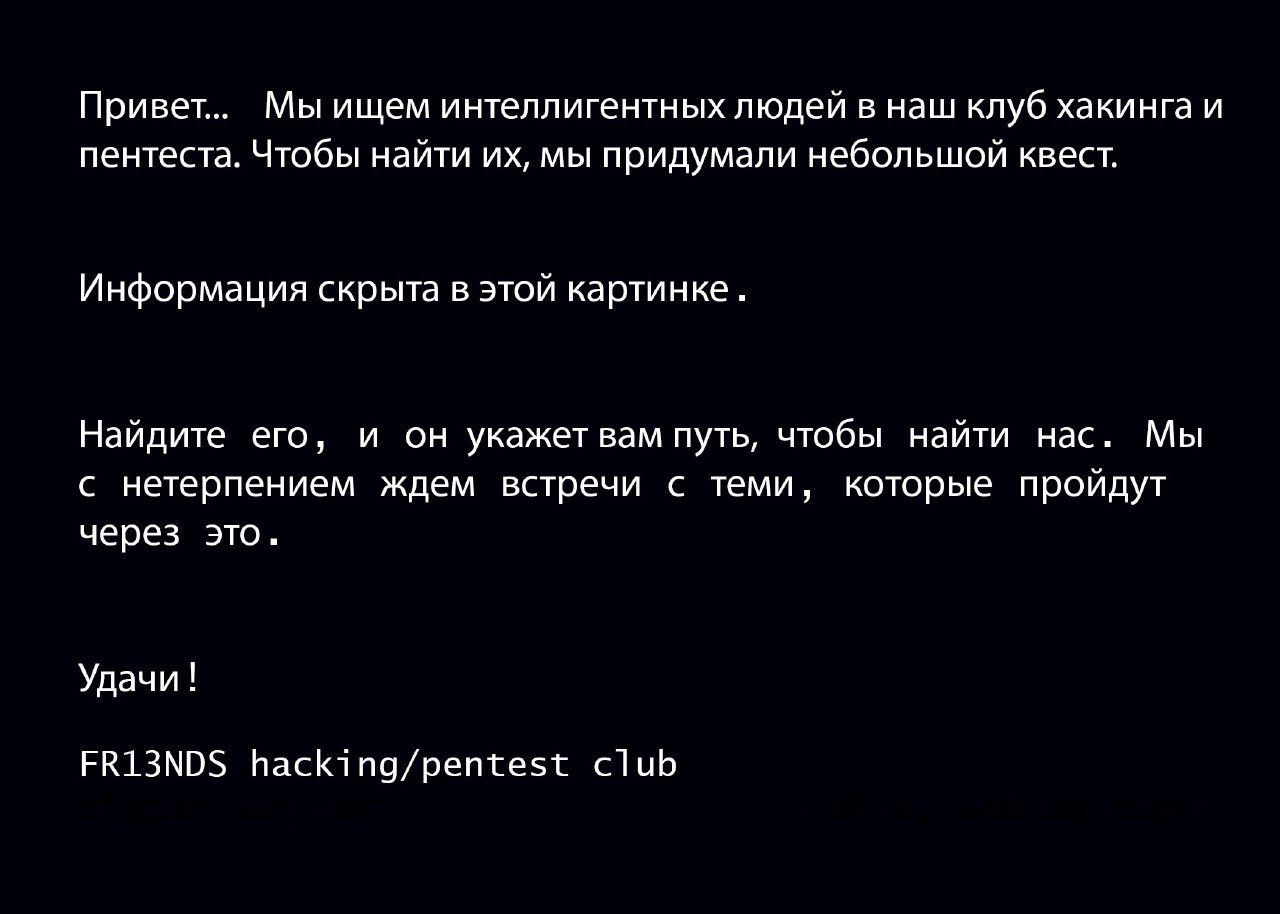 Привет... Мы ищем интеллигентных людей в наш клуб хакинга и
пентеста. Чтобы найти их, мы придумали небольшой квест.
Информация скрыта в этой картинке.
Найдите его, и он укажет вам путь, чтобы найти нас. Мы
с нетерпением ждем встречи с теми, которые пройдут
через это.
Удачи!
FR13NDS hacking/pentest club